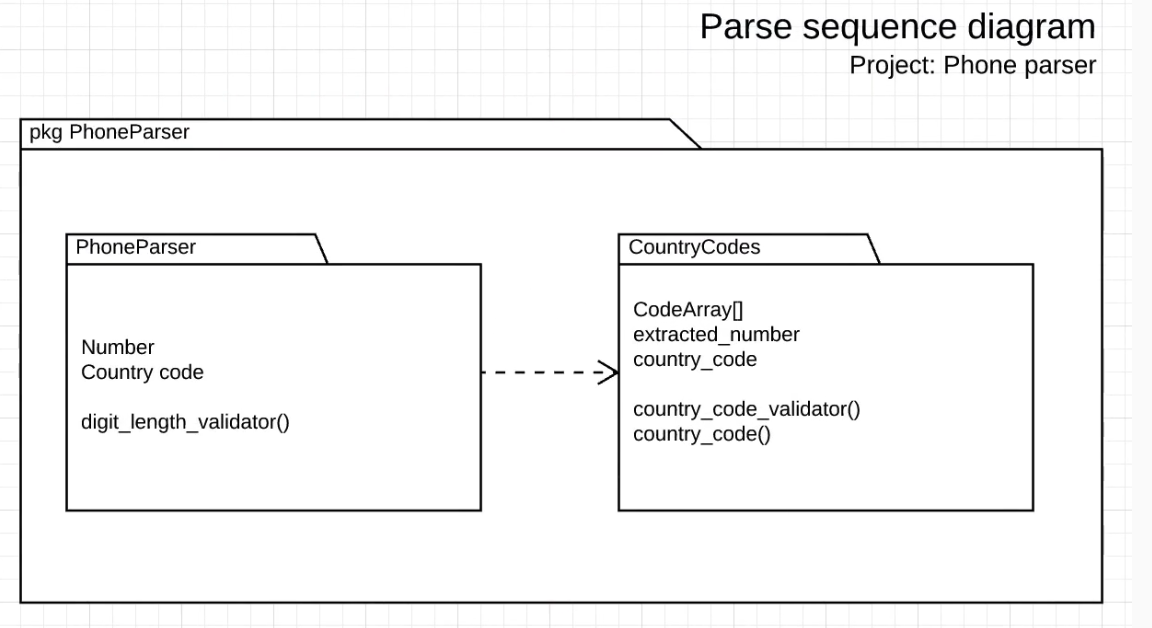 Parse sequence diagram
Project: Phone parser
pkg PhoneParser
PhoneParser
Number
Country code
digit_length_validator()
CountryCodes
CodeArray[]
extracted_number
country_code
country_code_validator()
country_code()